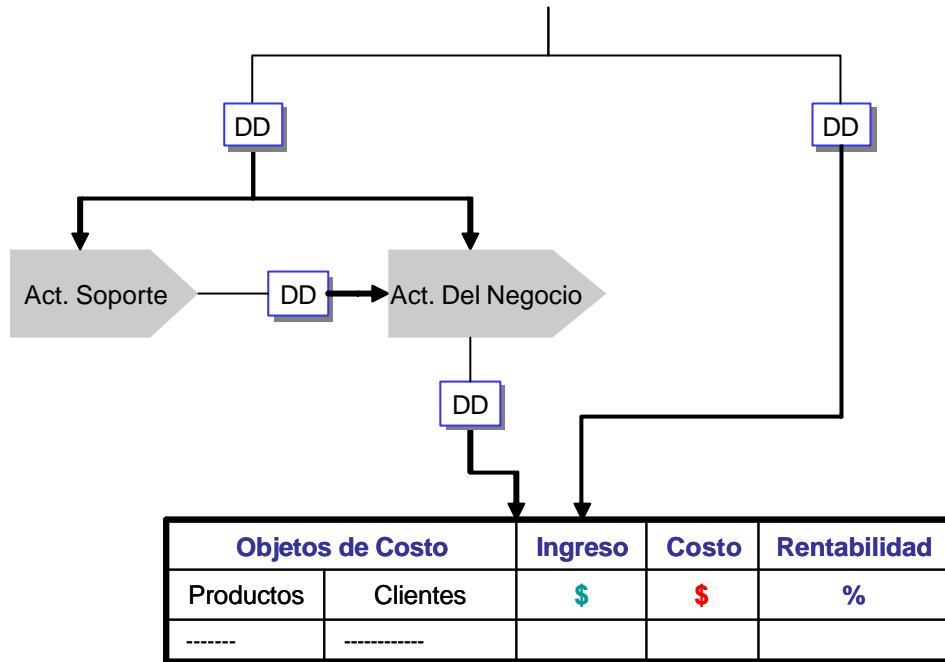 DD
DD
Act. Soporte
DD
Act. Del Negocio
DD
Objetos de Costo Ingreso Costo Rentabilidad
Productos Clientes $ $ %
------- ------------